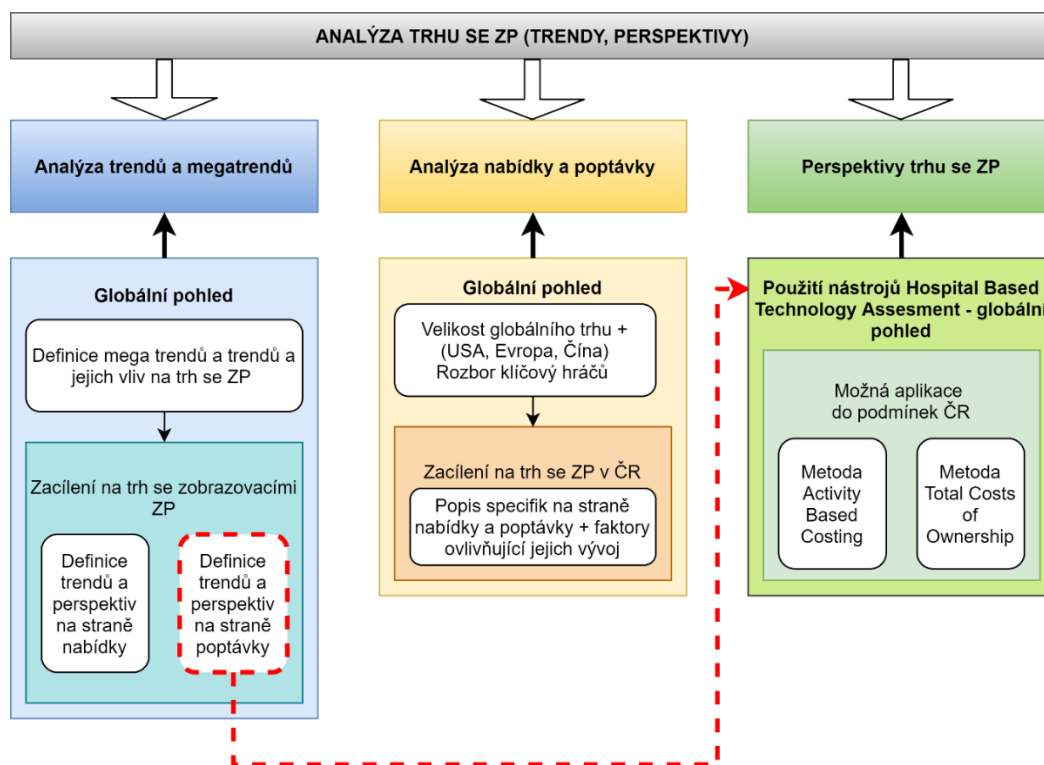 ANALÝZA TRHU SE ZP (TRENDY, PERSPEKTIVY)
Analýza trendů a megatrendů
Analýza nabídky a poptávky
Perspektivy trhu se ZP
Globální pohled
Definice mega trendů a trendů a
jejich vliv na trh se ZP
Zacílení na trh se zobrazovacími
ZP
Definice
trendů a
perspektiv
na straně
nabídky
Definice
trendů a
perspektiv
na straně
poptávky
Globální pohled
Velikost globálního trhu +
(USA, Evropa, Čína)
Rozbor klíčový hráčů
Zacílení na trh se ZP v ČR
Popis specifik na straně
nabídky a poptávky + faktory
ovlivňující jejich vývoj
Použití nástrojů Hospital Based
Technology Assesment - globální
pohled
Možná aplikace
do podmínek ČR
Metoda
Activity
Based
Costing
Metoda
Total Costs
of
Ownership